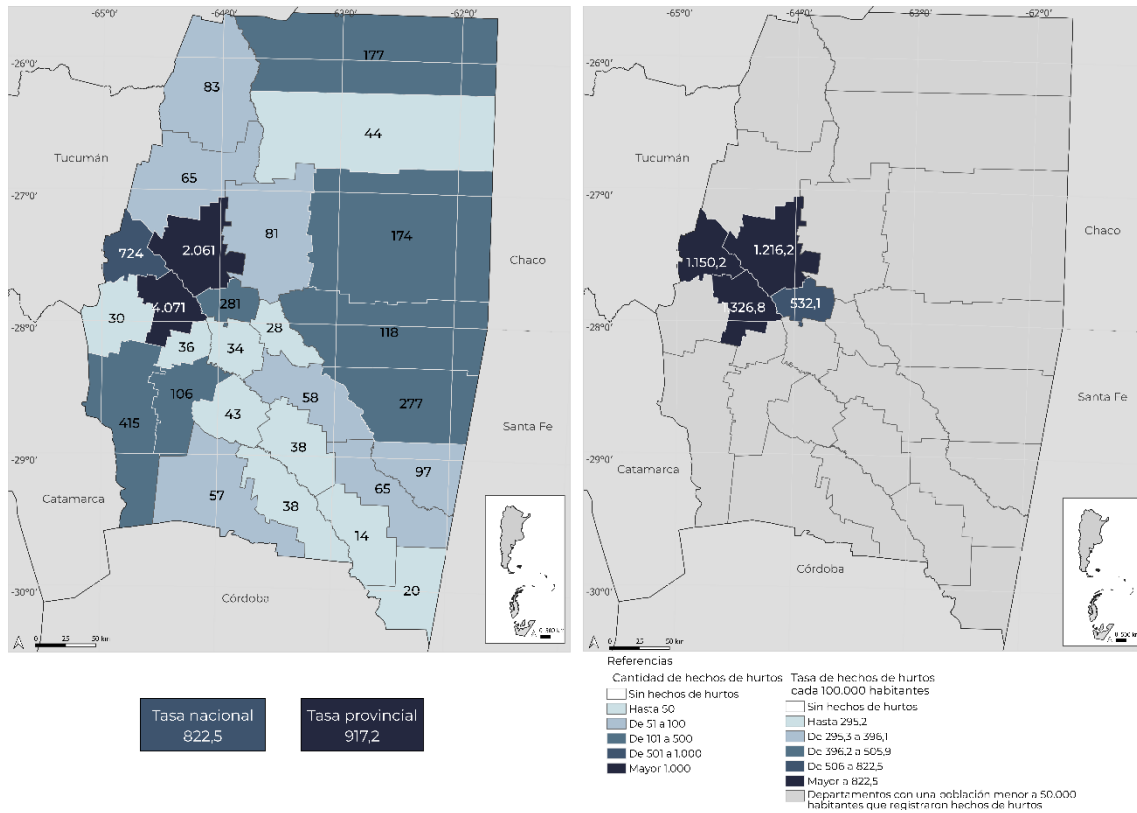 -65°0' -64°0' -63°0' -62°0'
-26°0'
-27°0'
-28°0'
-29°0'
-30°0'
177
83
44
Tucumán
65
81
174
2.061
724
Chaco
4.071
281
30
28
118
36
34
106
58
277
43
415
Santa Fe
38
97
65
Catamarca
57
38
14
20
Córdoba
0 25 50 km
-65°0' -64°0' -63°0' -62°0'
-26°0'
-27°0'
-28°0'
-29°0'
-30°0'
Tucumán
Chaco
1.216,2
1.150,2
1.326,8
532,1
Santa Fe
Catamarca
Córdoba
0 25 50 km
Tasa nacional
822,5
Tasa provincial
917,2
Referencias
Cantidad de hechos de hurtos
Sin hechos de hurtos
Hasta 50
De 51 a 100
De 101 a 500
De 501 a 1.000
Mayor 1.000
Tasa de hechos de hurtos
cada 100.000 habitantes
Sin hechos de hurtos
Hasta 295,2
De 295,3 a 396,1
De 396,2 a 505,9
De 506 a 822,5
Mayor a 822,5
Departamentos con una población menor a 50.000
habitantes que registraron hechos de hurtos